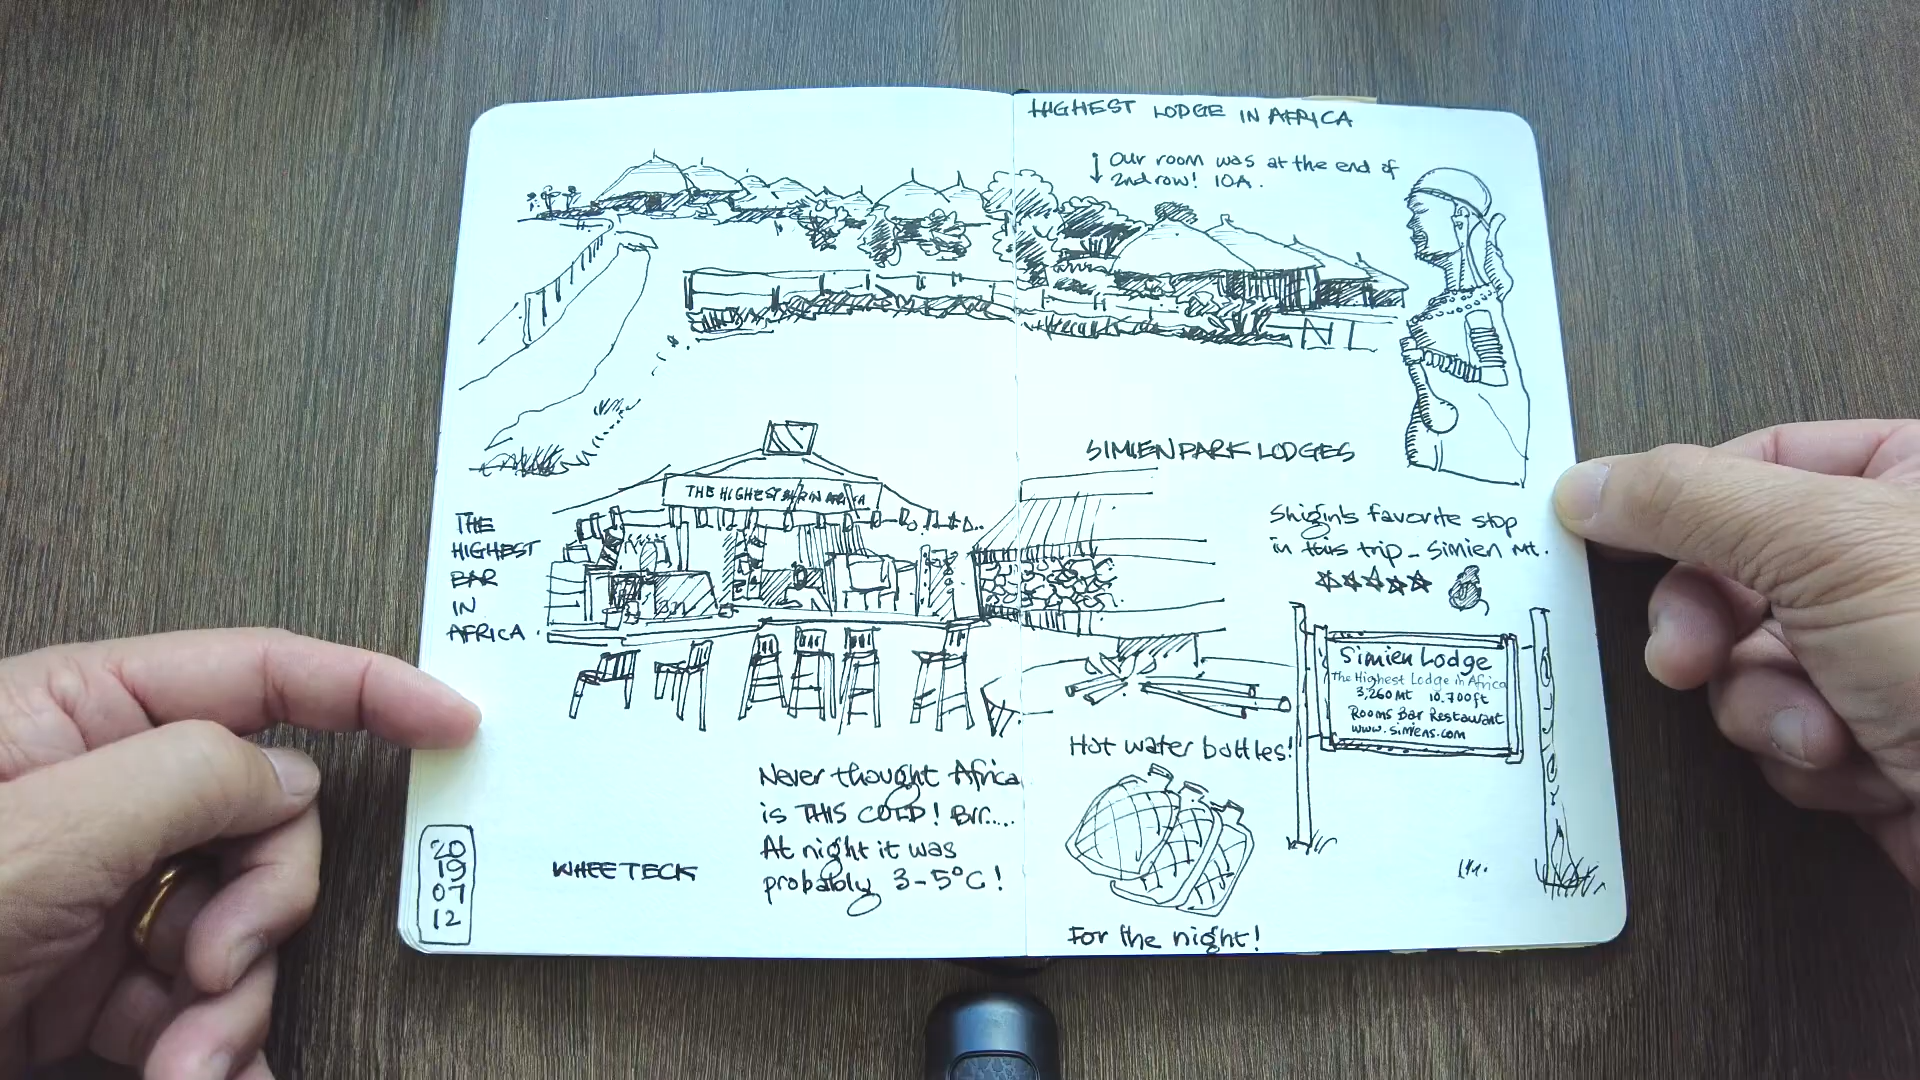 HIGHEST LODGE IN AFRICA
Our room was at the end of
2nd row! 10A.
THE HIGHEST BAR IN AFRICA
THE
HIGHEST
BAR
IN
AFRICA.
SIMIEN PARK LODGES
Shigin's favorite stop
in this trip - Simien Mt.
Simien Lodge
The Highest Lodge in Africa
3,260Mt 10.700ft
Rooms Bar Restaurant
www.simiens.com
Never thought Africa
is THIS COLD! Brr.....
At night it was
probably 3-5°C!
Hot water bottles!
For the night!
WHEE TECK
20
19
07
12